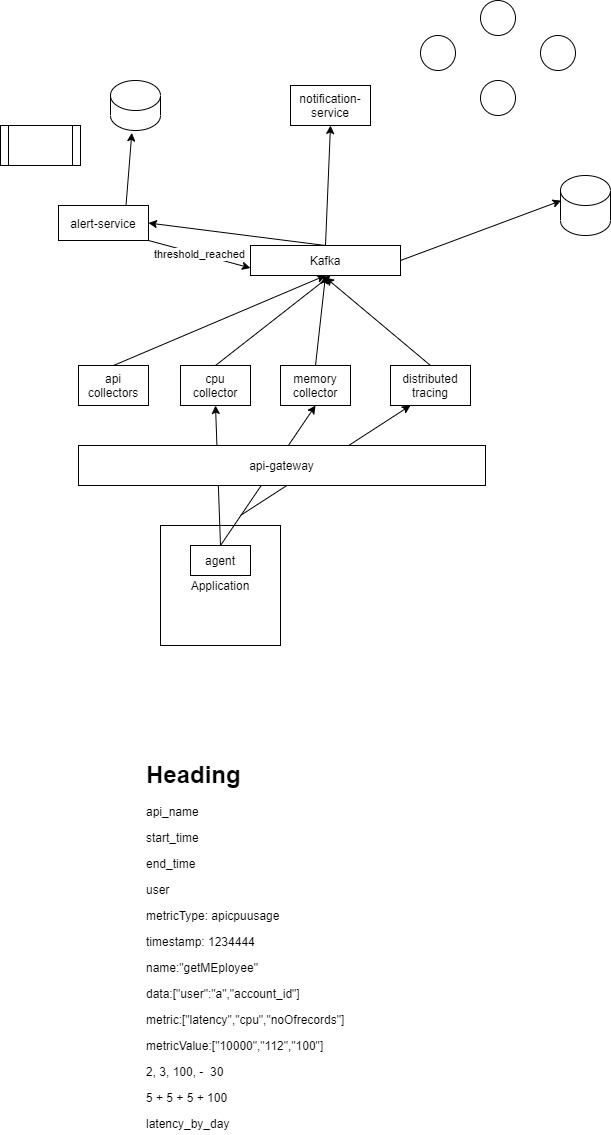 notification-
service
alert-service
threshold_reached
Kafka
api
collectors
cpu
collector
memory
collector
distributed
tracing
api-gateway
agent
Application
Heading
api_name
start_time
end_time
user
metricType: apicpuusage
timestamp: 1234444
name:"getMEployee"
data:["user":"a","account_id"]
metric:["latency","cpu","noOfrecords"]
metricValue:["10000","112","100"]
2, 3, 100, -  30
5 + 5 + 5 + 100
latency_by_day